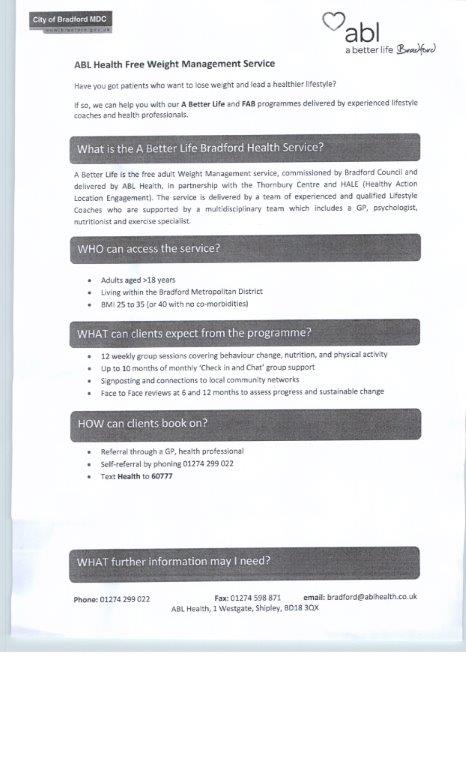 City of Bradford MDC
www.bradford.gov.uk
abl
a better life Bradford
ABL Health Free Weight Management Service
Have you got patients who want to lose weight and lead a healthier lifestyle?
If so, we can help you with our A Better Life and FAB programmes delivered by experienced lifestyle
coaches and health professionals.
What is the A Better Life Bradford Health Service?
A Better Life is the free adult Weight Management service, commissioned by Bradford Council and
delivered by ABL Health, in partnership with the Thornbury Centre and HALE (Healthy Action
Location Engagement). The service is delivered by a team of experienced and qualified Lifestyle
Coaches who are supported by a multidisciplinary team which includes a GP, psychologist,
nutritionist and exercise specialist.
WHO can access the service?
• Adults aged >18 years
• Living within the Bradford Metropolitan District
• BMI 25 to 35 (or 40 with no co-morbidities)
WHAT can clients expect from the programme?
• 12 weekly group sessions covering behaviour change, nutrition, and physical activity
• Up to 10 months of monthly 'Check in and Chat' group support
• Signposting and connections to local community networks
• Face to Face reviews at 6 and 12 months to assess progress and sustainable change
HOW can clients book on?
• Referral through a GP, health professional
• Self-referral by phoning 01274 299 022
• Text Health to 60777
WHAT further information may I need?
Phone: 01274 299 022 Fax: 01274 598 871 email: bradford@ablhealth.co.uk
ABL Health, 1 Westgate, Shipley, BD18 3QX